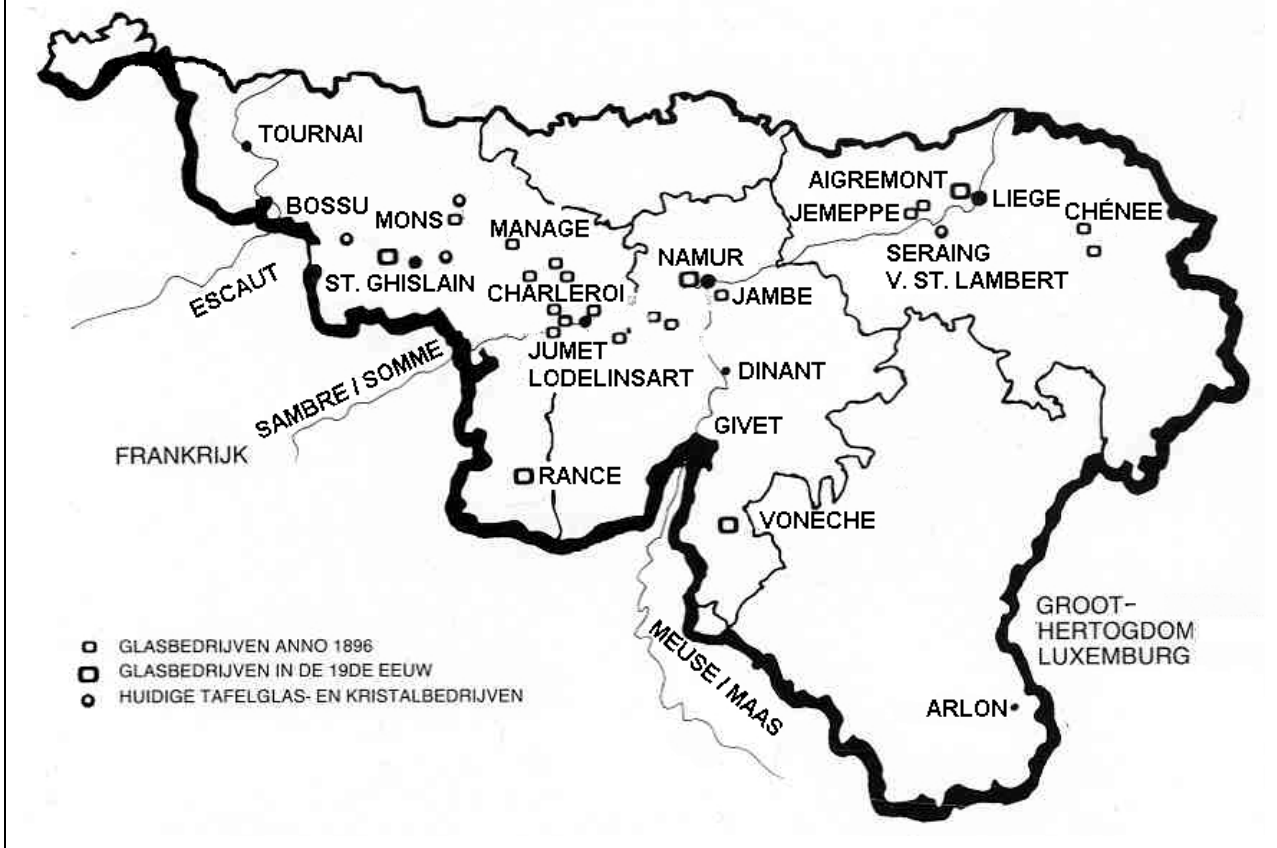 TOURNAI
BOSSU
MONS
MANAGE
AIGREMONT
JEMEPPE
LIEGE
CHÉNEE
SERAING
V. ST. LAMBERT
NAMUR
JAMBE
ST. GHISLAIN
CHARLEROI
ESCAUT
JUMET
LODELINSART
DINANT
SAMBRE / SOMME
GIVET
FRANKRIJK
RANCE
VONECHE
MEUSE / MAAS
GROOT-
HERTOGDOM
LUXEMBURG
ARLON
GLASBEDRIJVEN ANNO 1896
GLASBEDRIJVEN IN DE 19DE EEUW
HUIDIGE TAFELGLAS- EN KRISTALBEDRIJVEN